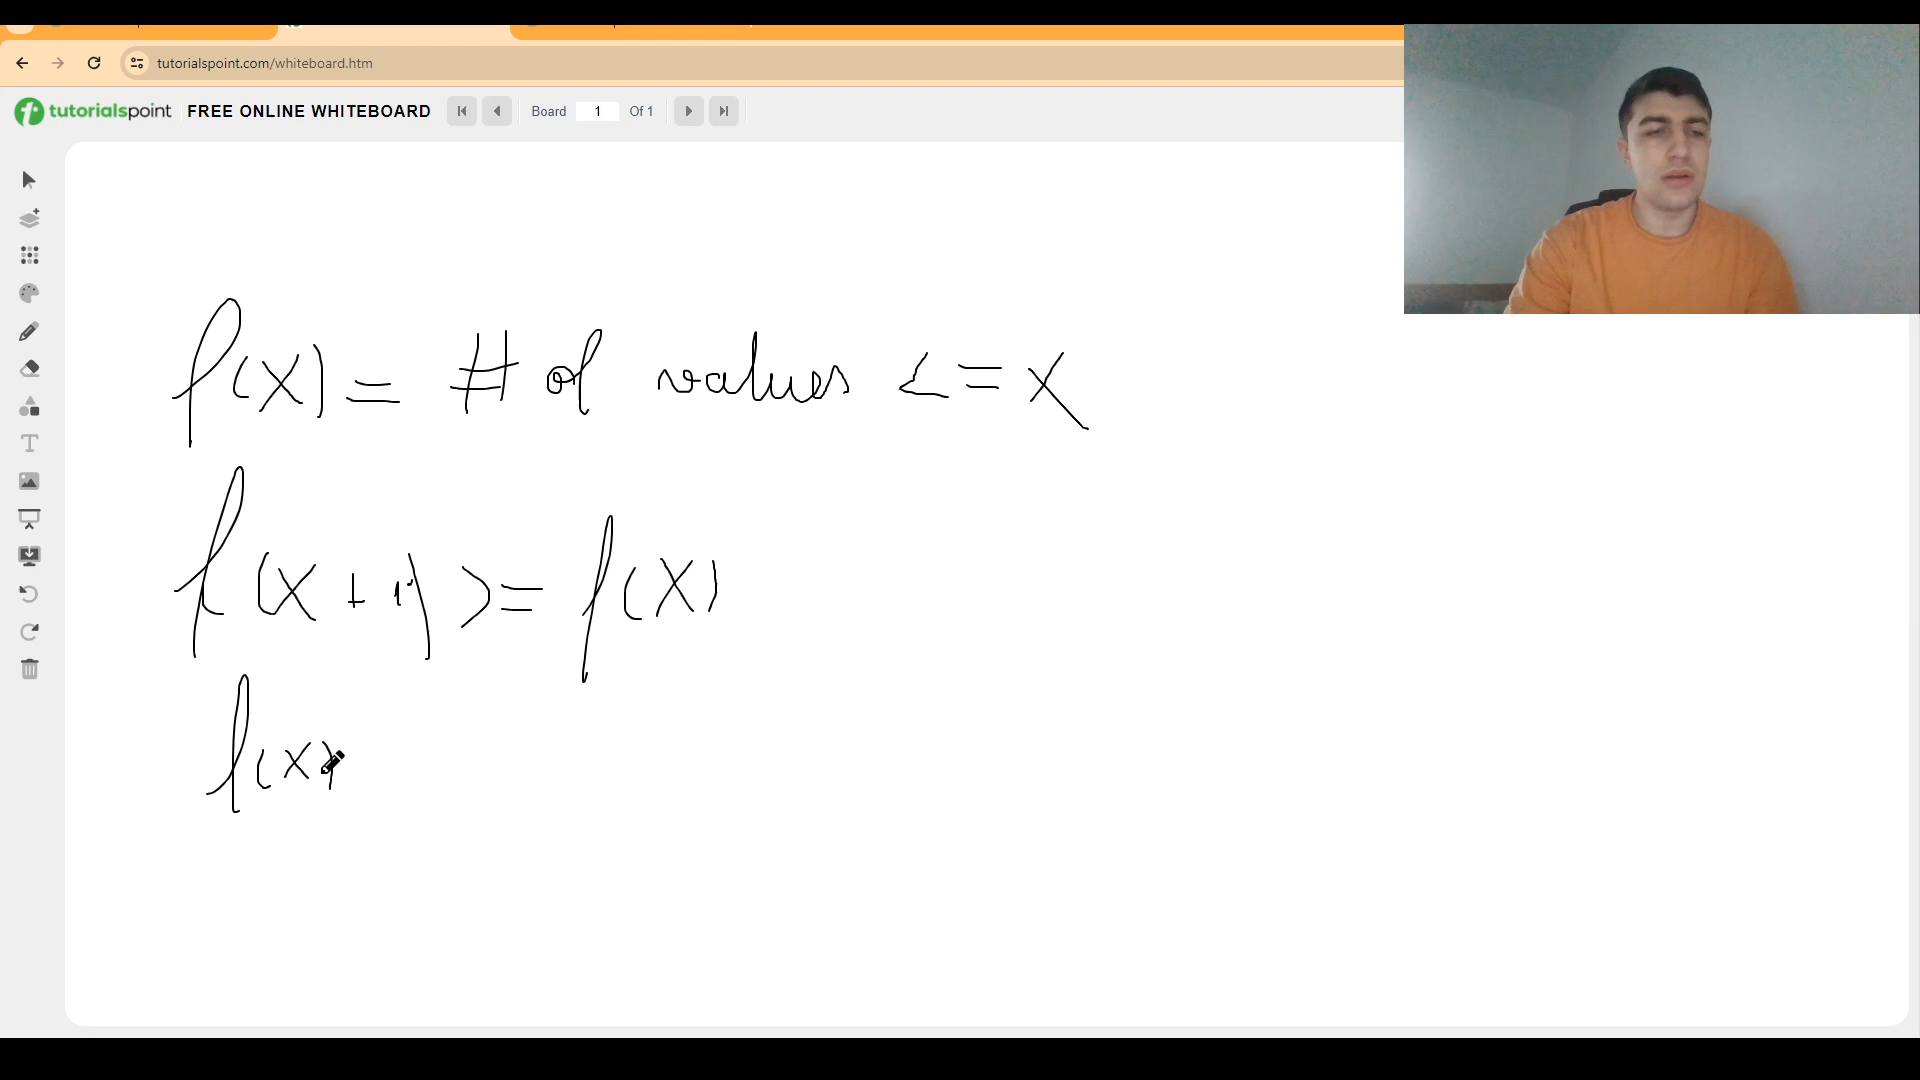 tutorialspoint.com/whiteboard.htm
tutorialspoint FREE ONLINE WHITEBOARD Board 1 Of 1
f(x) = # of values <= x
f(x + 1) >= f(x)
f(x)